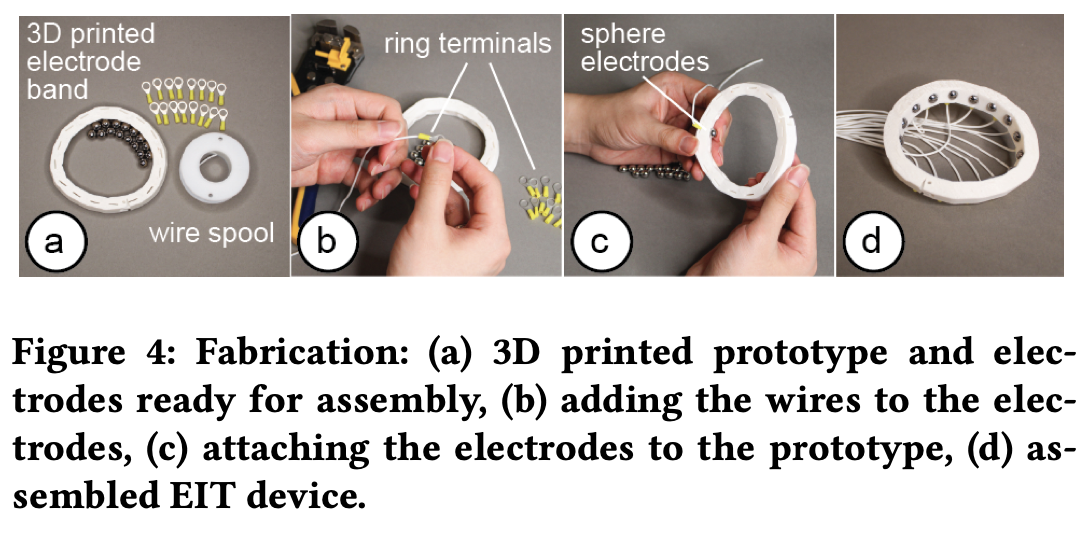 3D printed
electrode
band
wire spool
a
ring terminals
b
sphere
electrodes
c
d
Figure 4: Fabrication: (a) 3D printed prototype and elec-
trodes ready for assembly, (b) adding the wires to the elec-
trodes, (c) attaching the electrodes to the prototype, (d) as-
sembled EIT device.